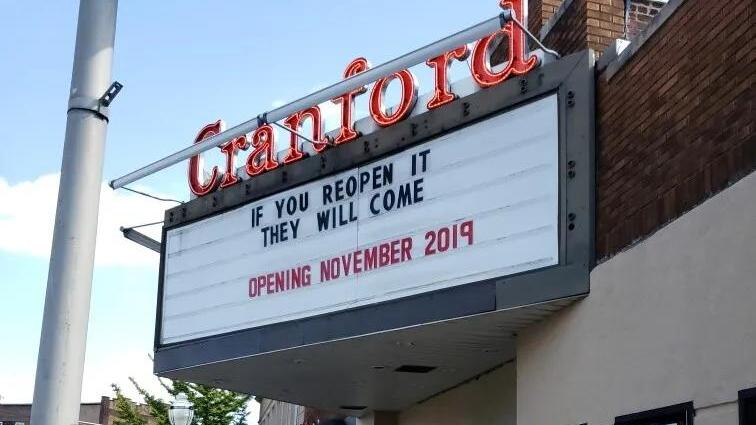 Cranford
IF YOU REOPEN IT
THEY WILL COME
OPENING NOVEMBER 2019